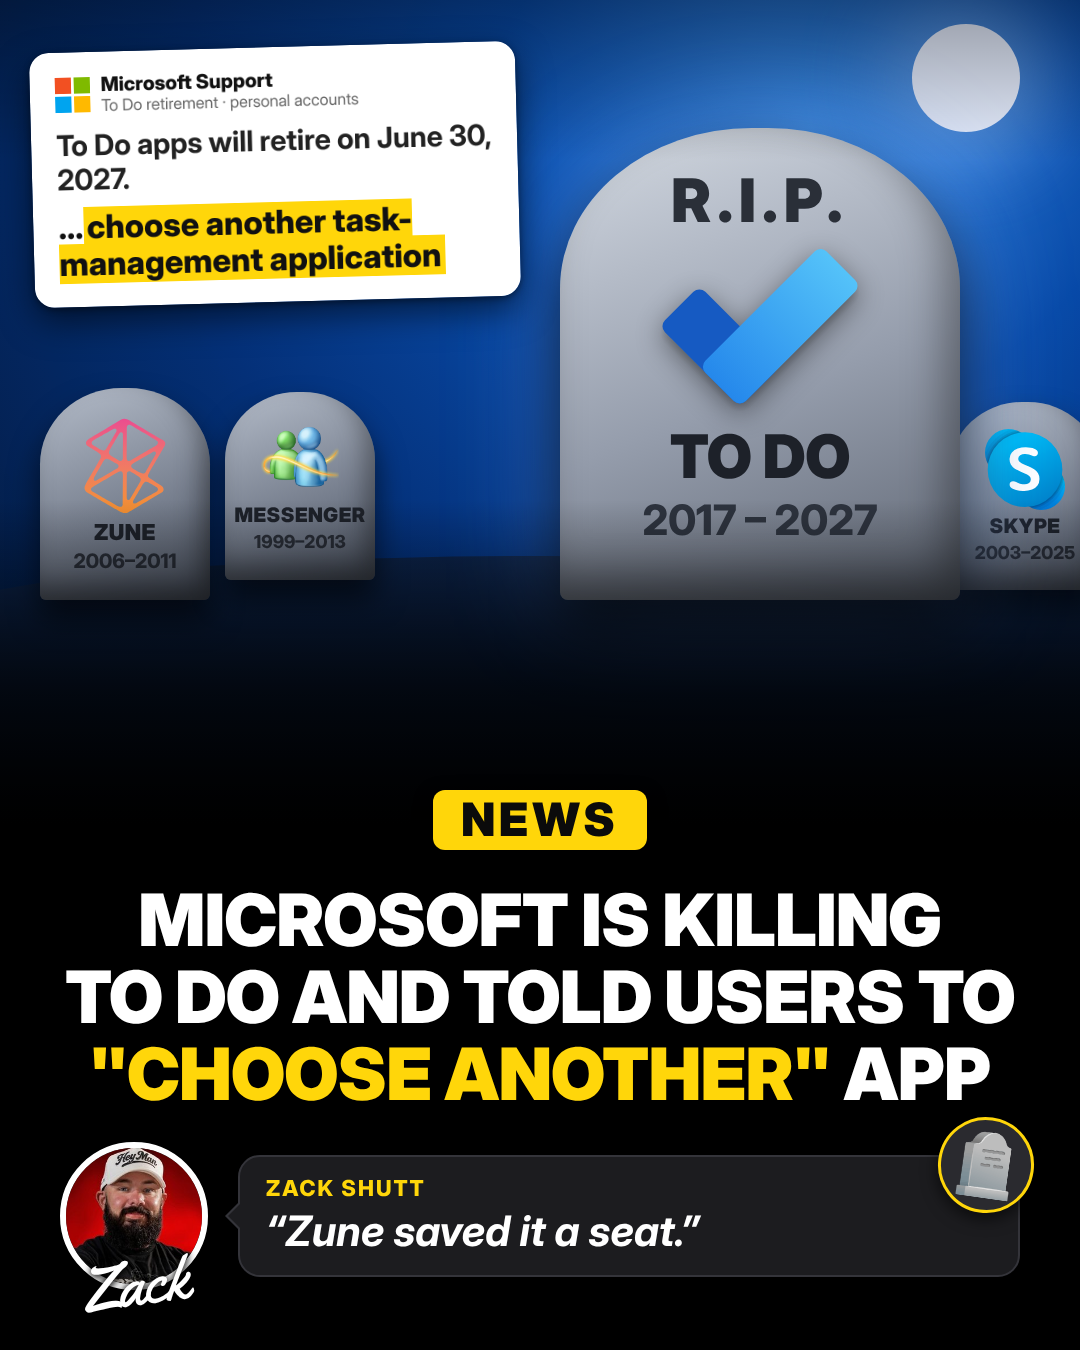 Microsoft Support
To Do retirement · personal accounts
To Do apps will retire on June 30,
2027.
...choose another task-
management application
R.I.P.
TO DO
2017 – 2027
ZUNE
2006–2011
MESSENGER
1999–2013
S
SKYPE
2003–2025
NEWS
MICROSOFT IS KILLING
TO DO AND TOLD USERS TO
"CHOOSE ANOTHER" APP
Hey Man
Zack
ZACK SHUTT
“Zune saved it a seat.”